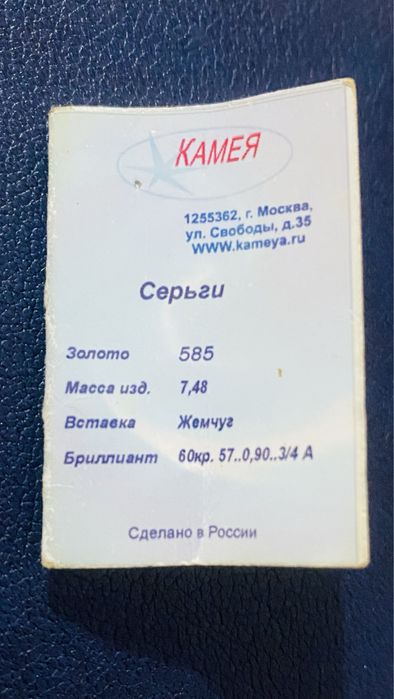 КАМЕЯ
1255362, г. Москва,
ул. Свободы, д.35
WWW.kameya.ru
Серьги
Золото 585
Масса изд. 7,48
Вставка Жемчуг
Бриллиант 60кр. 57..0,90..3/4 А
Сделано в России